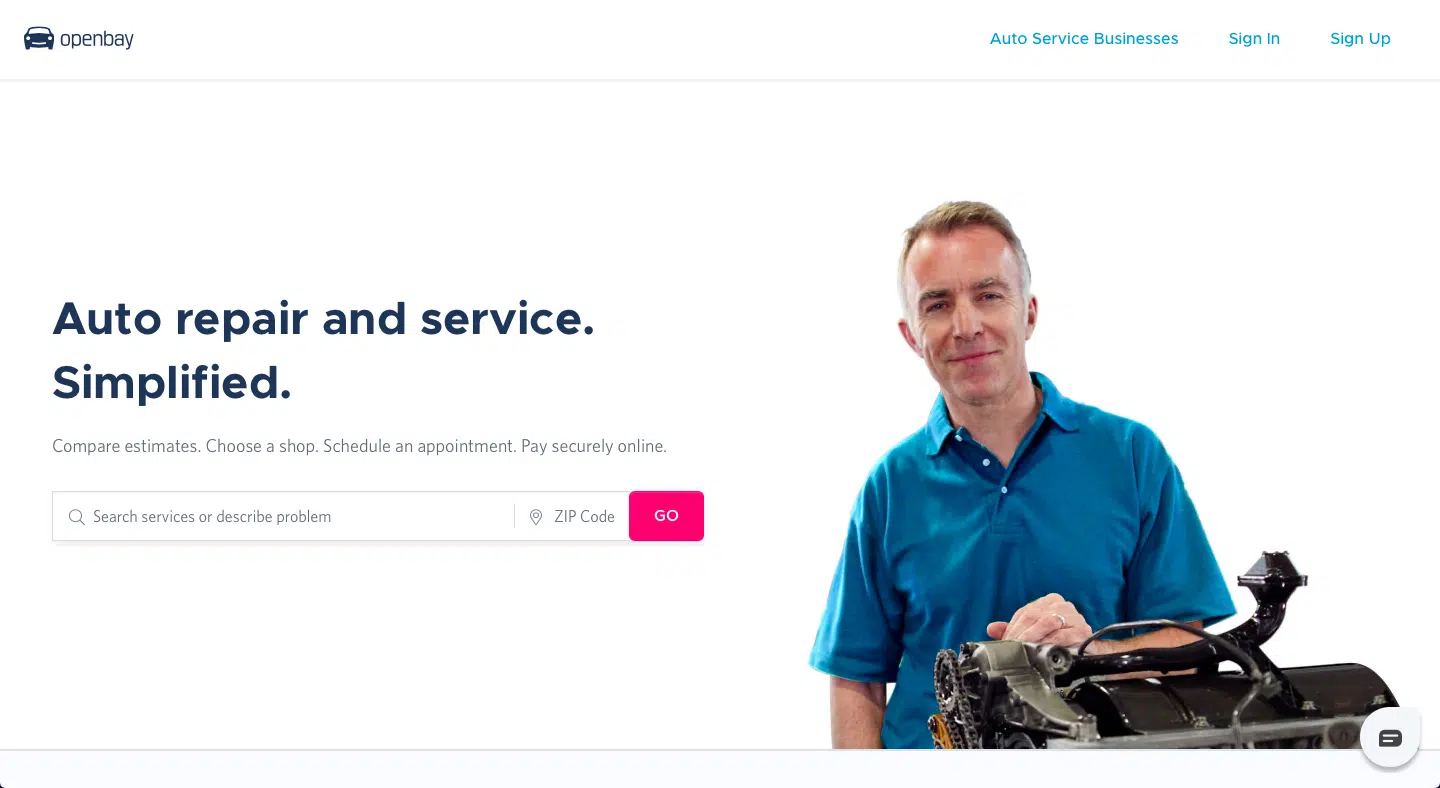 openbay
Auto Service Businesses
Sign In
Sign Up
Auto repair and service.
Simplified.
Compare estimates. Choose a shop. Schedule an appointment. Pay securely online.
Search services or describe problem
ZIP Code
GO